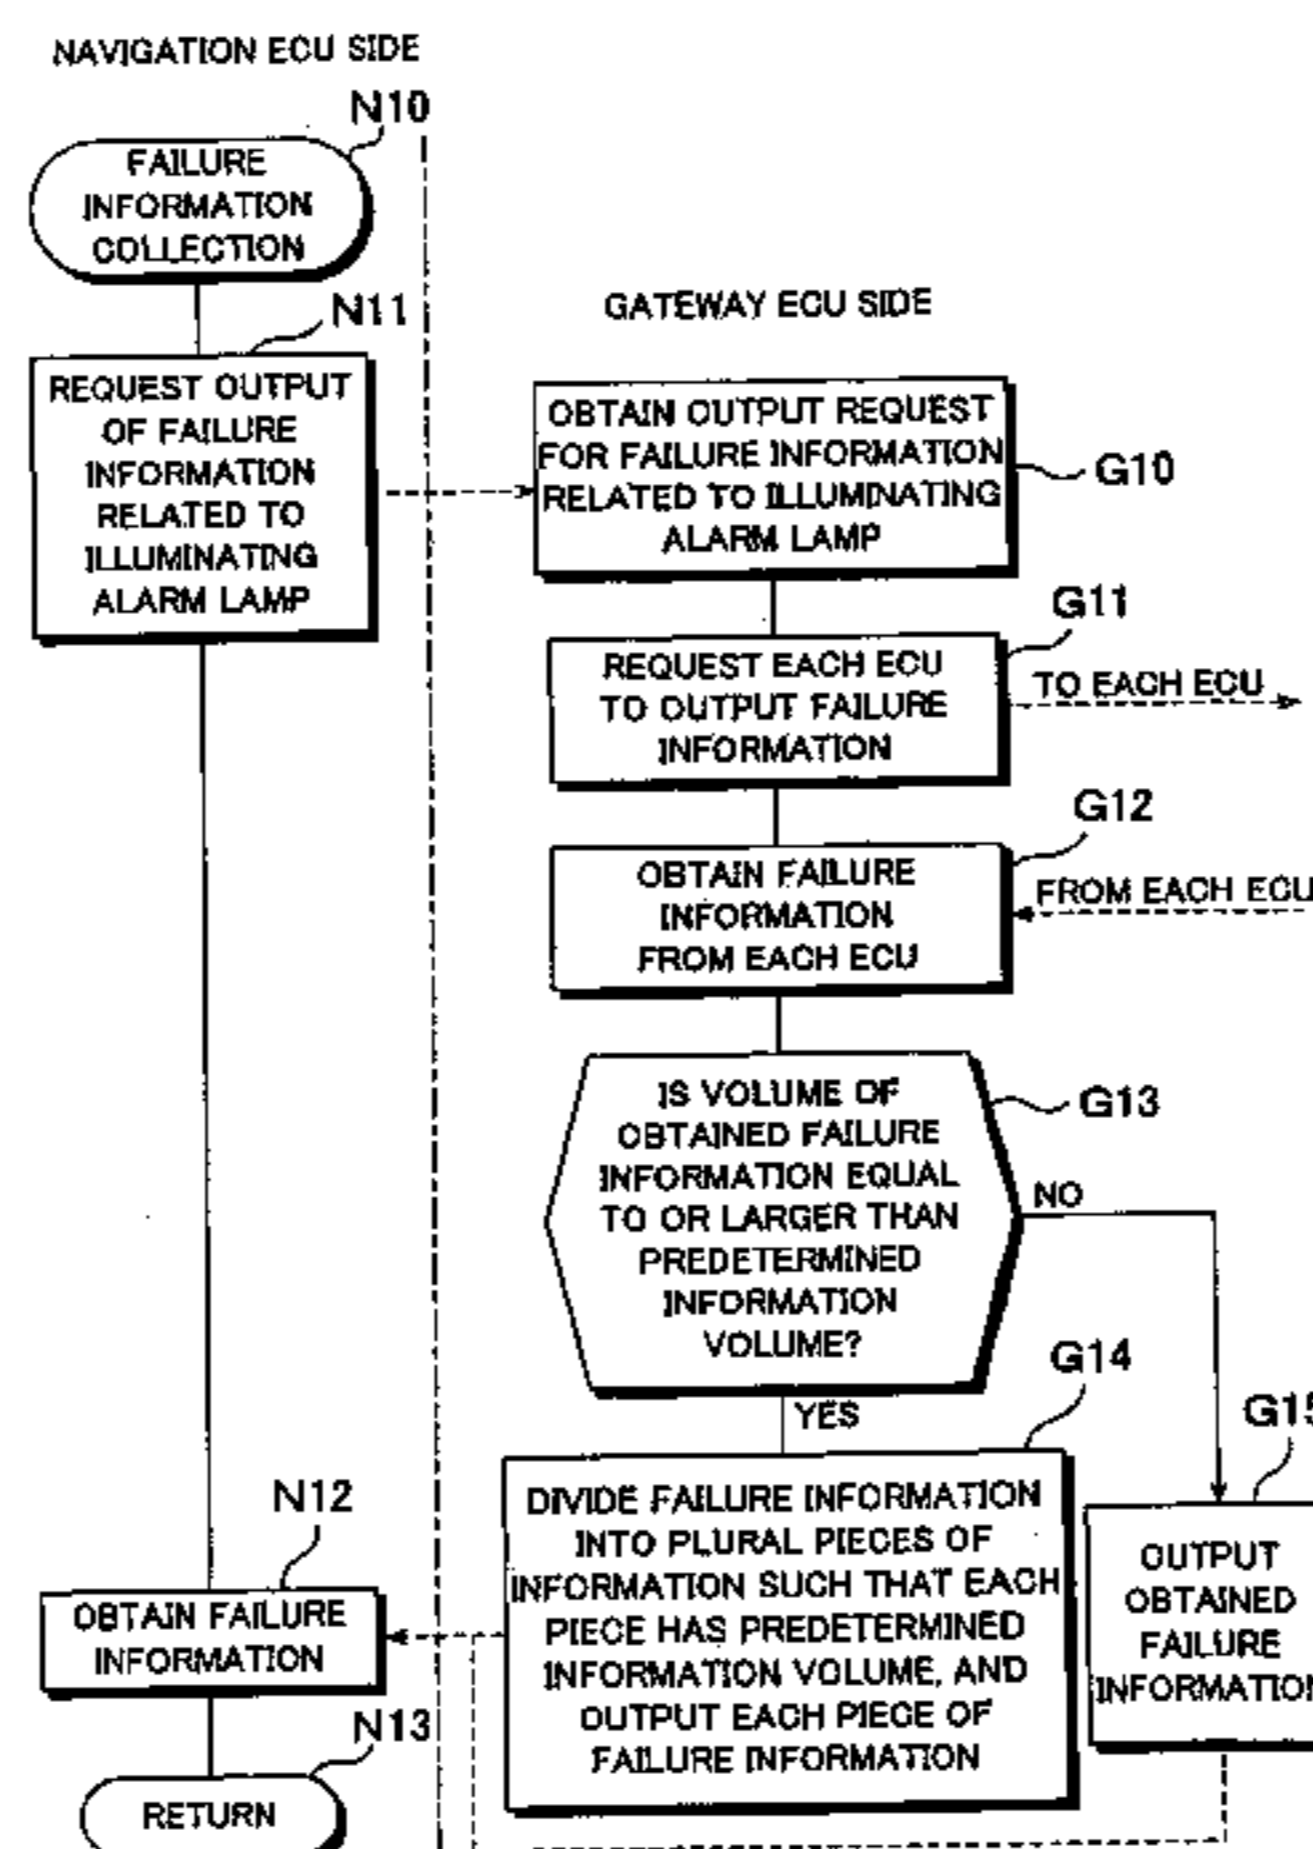 NAVIGATION ECU SIDE
N10
FAILURE
INFORMATION
COLLECTION
N11
REQUEST OUTPUT
OF FAILURE
INFORMATION
RELATED TO
ILLUMINATING
ALARM LAMP
GATEWAY ECU SIDE
OBTAIN OUTPUT REQUEST
FOR FAILURE INFORMATION
RELATED TO ILLUMINATING
ALARM LAMP
G10
G11
REQUEST EACH ECU
TO OUTPUT FAILURE
INFORMATION
TO EACH ECU
G12
OBTAIN FAILURE
INFORMATION
FROM EACH ECU
FROM EACH ECU
IS VOLUME OF
OBTAINED FAILURE
INFORMATION EQUAL
TO OR LARGER THAN
PREDETERMINED
INFORMATION
VOLUME?
G13
NO
YES
G14
DIVIDE FAILURE INFORMATION
INTO PLURAL PIECES OF
INFORMATION SUCH THAT EACH
PIECE HAS PREDETERMINED
INFORMATION VOLUME, AND
OUTPUT EACH PIECE OF
FAILURE INFORMATION
G15
OUTPUT
OBTAINED
FAILURE
INFORMATION
N12
OBTAIN FAILURE
INFORMATION
N13
RETURN